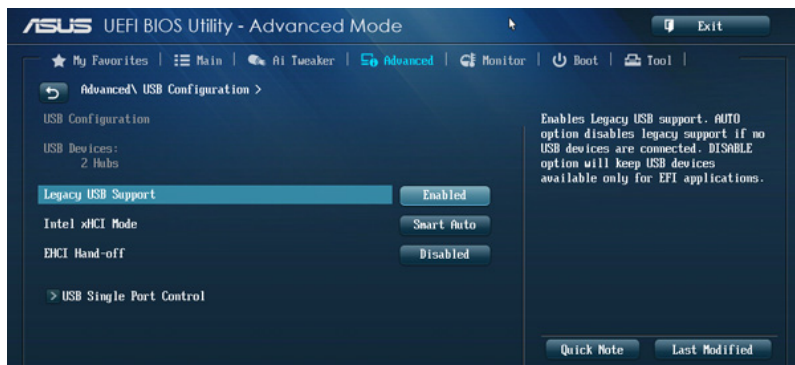 ASUS UEFI BIOS Utility - Advanced Mode
Exit
My Favorites | Main | Ai Tweaker | Advanced | Monitor | Boot | Tool |
Advanced\ USB Configuration >
USB Configuration
USB Devices:
2 Hubs
Legacy USB Support Enabled
Intel xHCI Mode Smart Auto
EHCI Hand-off Disabled
> USB Single Port Control
Enables Legacy USB support. AUTO
option disables legacy support if no
USB devices are connected. DISABLE
option will keep USB devices
available only for EFI applications.
Quick Note Last Modified